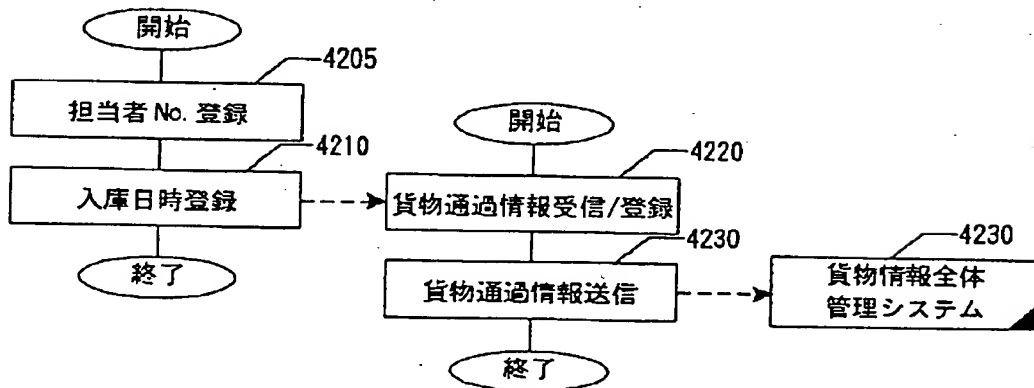 開始
4205
担当者 No. 登録
4210
入庫日時登録
終了
開始
4220
貨物通過情報受信/登録
4230
貨物通過情報送信
終了
4230
貨物情報全体
管理システム